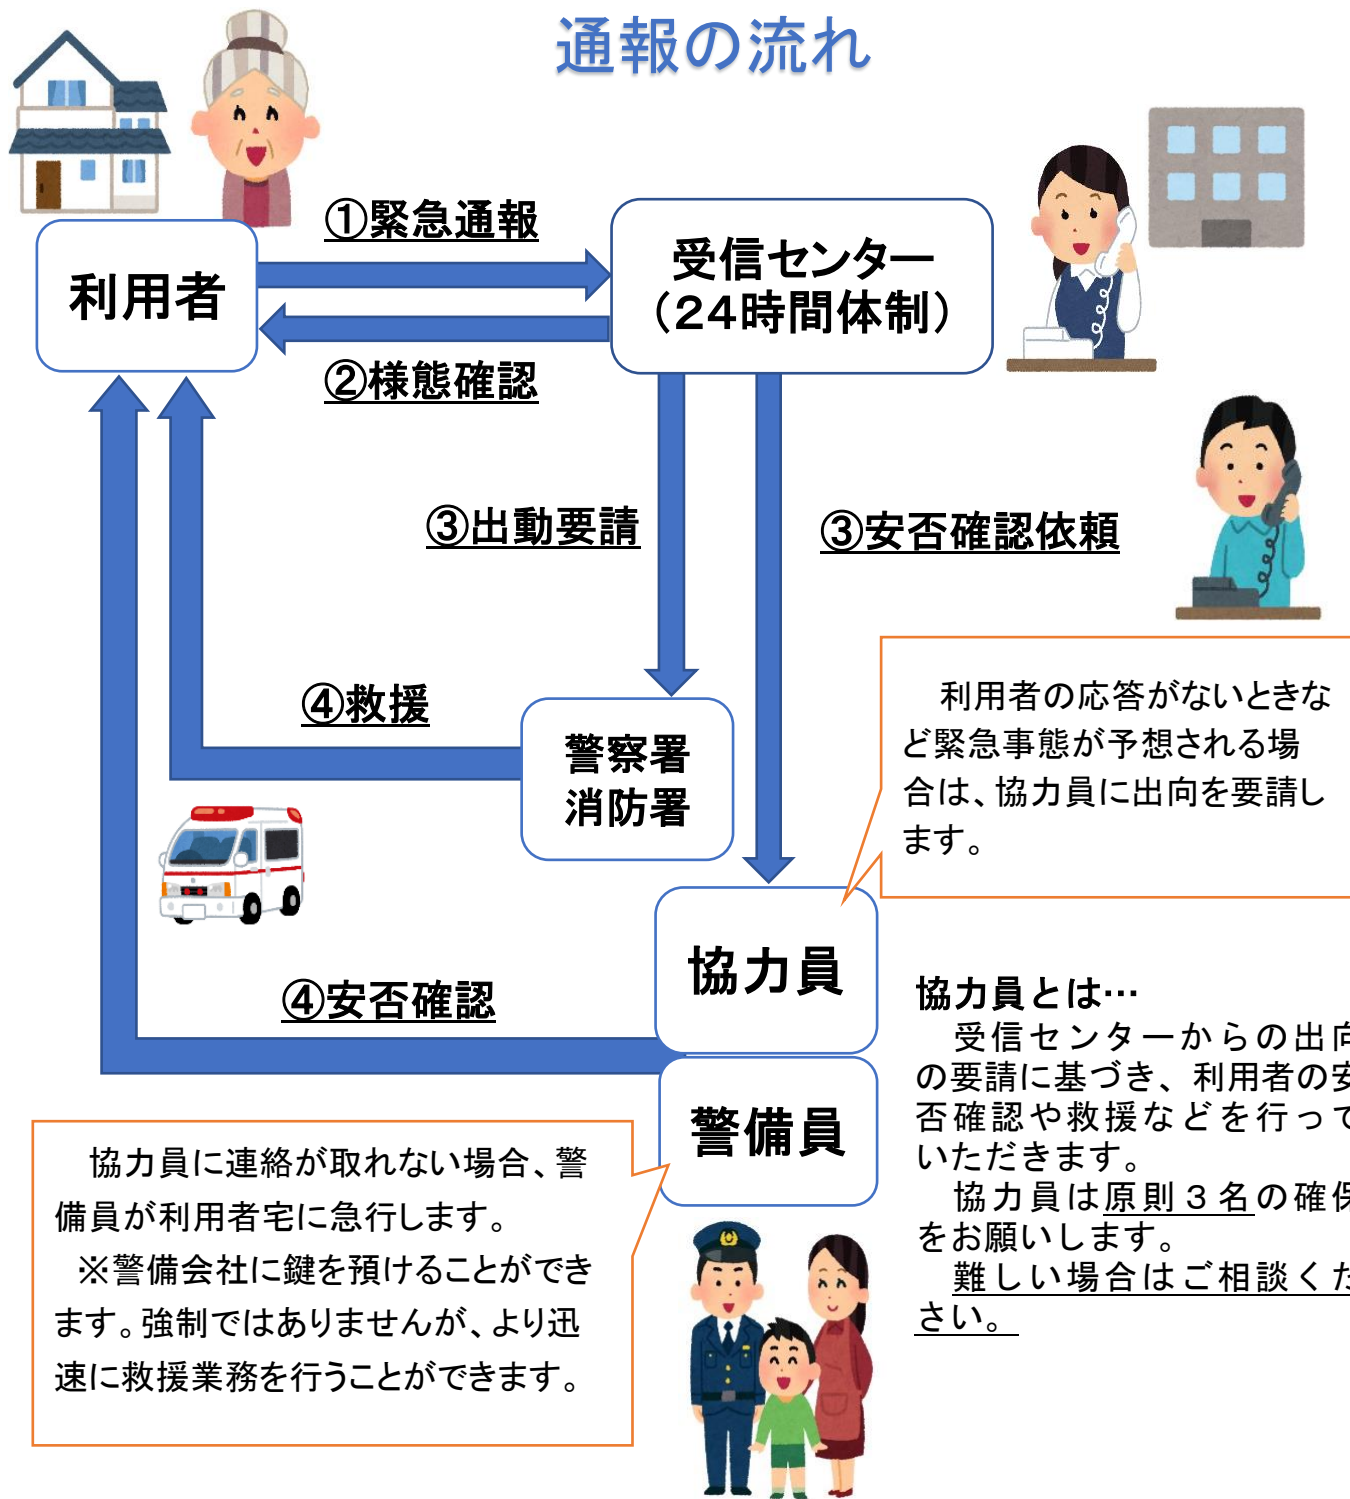 通報の流れ
①緊急通報
利用者
受信センター
（２４時間体制）
②様態確認
③出動要請
③安否確認依頼
④救援
警察署
消防署
利用者の応答がないときな
ど緊急事態が予想される場
合は、協力員に出向を要請し
ます。
協力員
④安否確認
警備員
協力員とは…
受信センターからの出向
の要請に基づき、利用者の安
否確認や救援などを行って
いただきます。
協力員は原則３名の確保
をお願いします。
難しい場合はご相談くだ
さい。
協力員に連絡が取れない場合、警
備員が利用者宅に急行します。
※警備会社に鍵を預けることができ
ます。強制ではありませんが、より迅
速に救援業務を行うことができます。